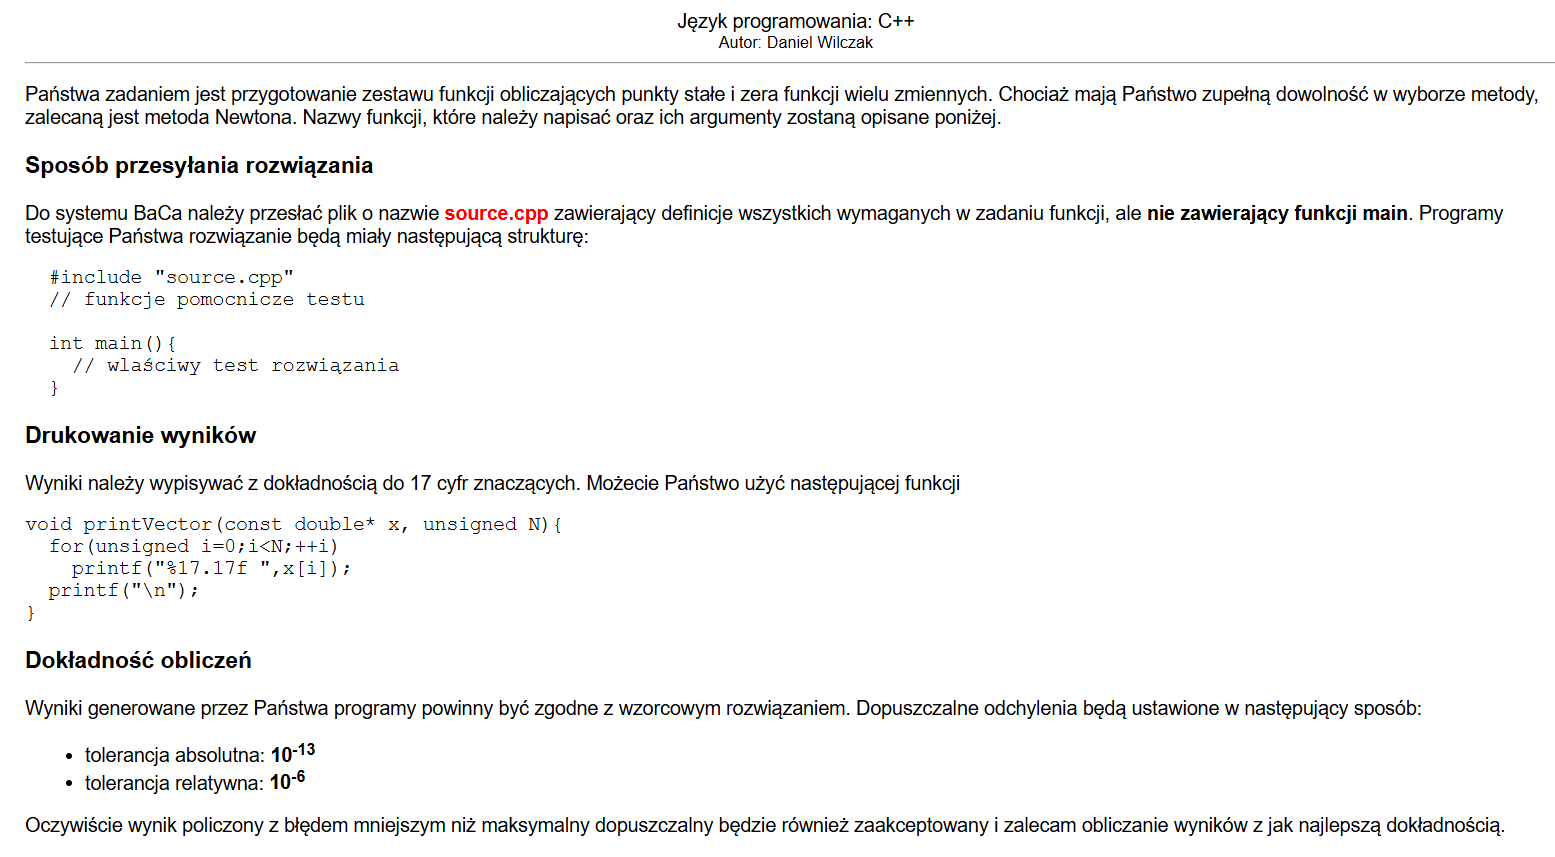 Język programowania: C++
Autor: Daniel Wilczak
Państwa zadaniem jest przygotowanie zestawu funkcji obliczających punkty stałe i zera funkcji wielu zmiennych. Chociaż mają Państwo zupełną dowolność w wyborze metody,
zalecaną jest metoda Newtona. Nazwy funkcji, które należy napisać oraz ich argumenty zostaną opisane poniżej.
Sposób przesyłania rozwiązania
Do systemu BaCa należy przesłać plik o nazwie source.cpp zawierający definicje wszystkich wymaganych w zadaniu funkcji, ale nie zawierający funkcji main. Programy
testujące Państwa rozwiązanie będą miały następującą strukturę:
#include "source.cpp"
// funkcje pomocnicze testu
int main(){
// wlaściwy test rozwiązania
}
Drukowanie wyników
Wyniki należy wypisywać z dokładnością do 17 cyfr znaczących. Możecie Państwo użyć następującej funkcji
void printVector(const double* x, unsigned N){
for(unsigned i=0;i<N;++i)
printf("%17.17f ",x[i]);
printf("\n");
}
Dokładność obliczeń
Wyniki generowane przez Państwa programy powinny być zgodne z wzorcowym rozwiązaniem. Dopuszczalne odchylenia będą ustawione w następujący sposób:
• tolerancja absolutna: 10^-13
• tolerancja relatywna: 10^-6
Oczywiście wynik policzony z błędem mniejszym niż maksymalny dopuszczalny będzie również zaakceptowany i zalecam obliczanie wyników z jak najlepszą dokładnością.